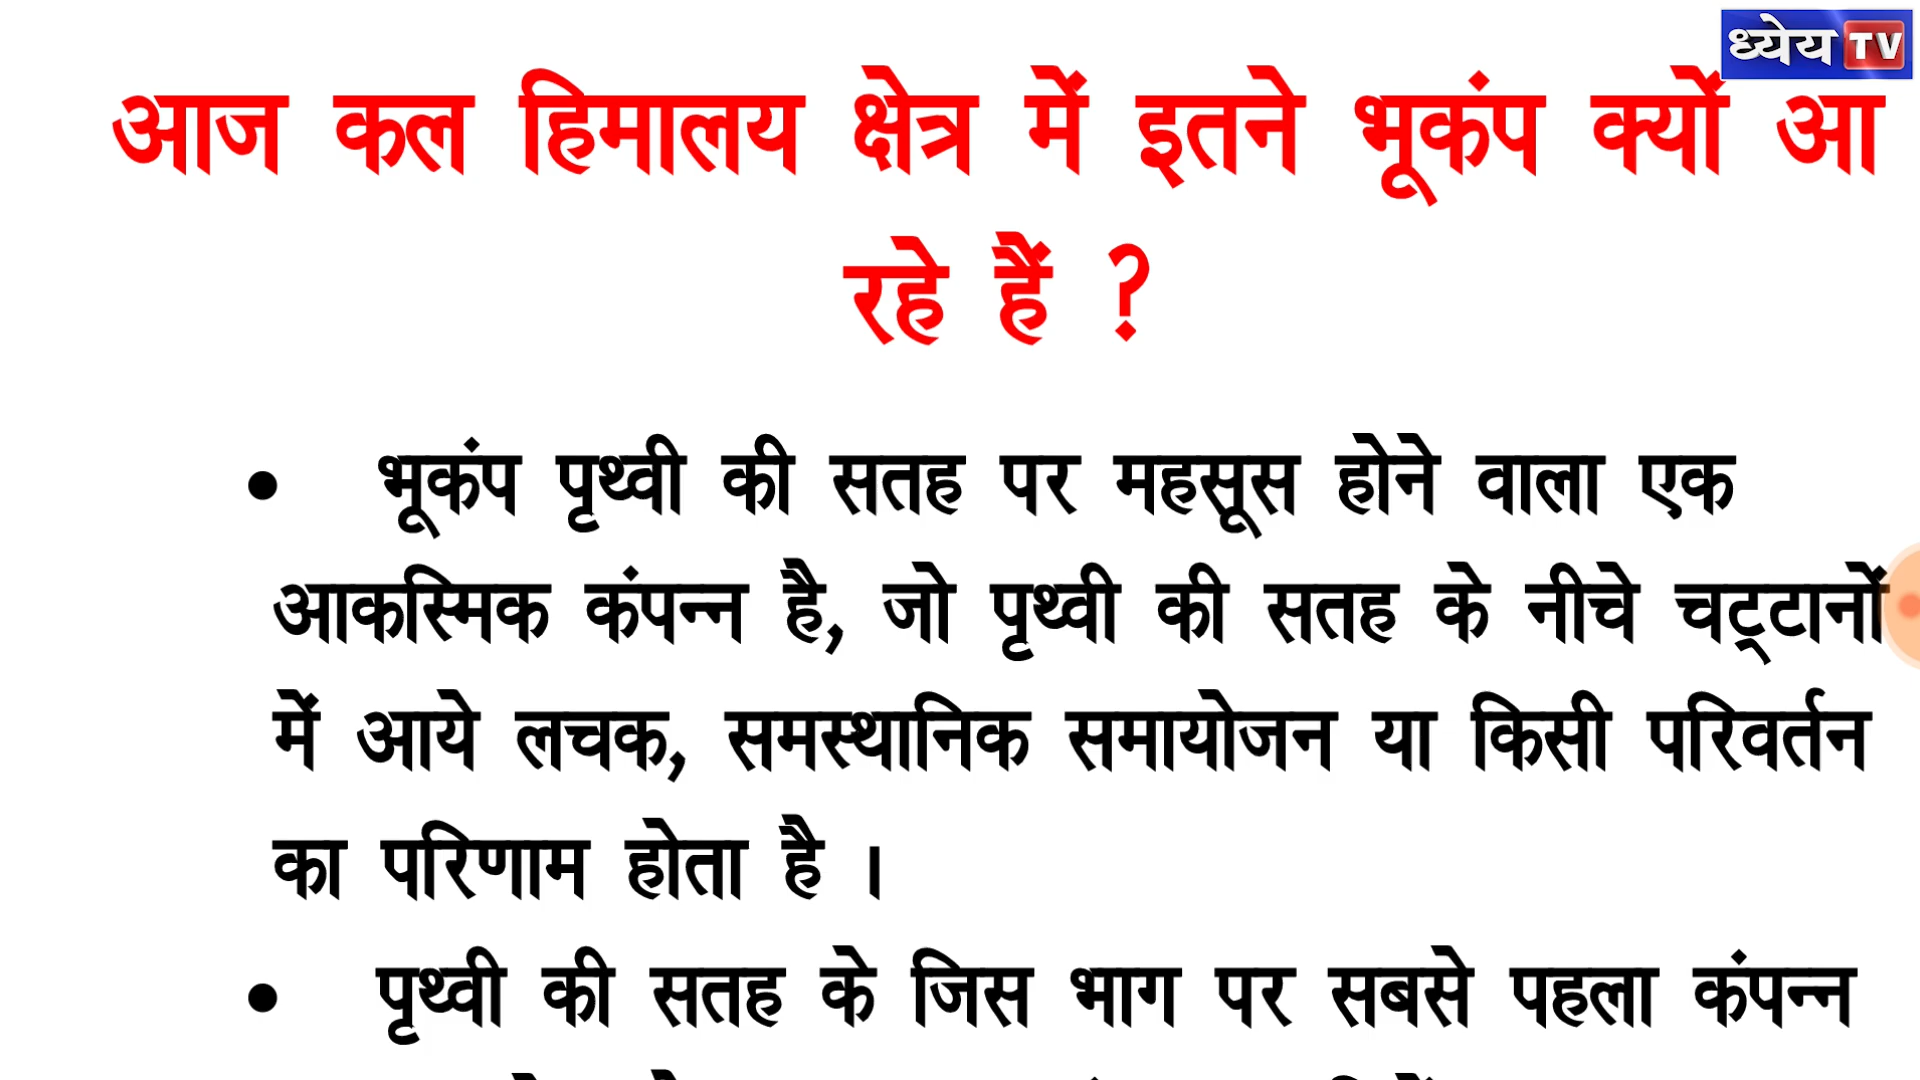 ध्येय TV
आज कल हिमालय क्षेत्र में इतने भूकंप क्यों आ
रहे हैं ?
• भूकंप पृथ्वी की सतह पर महसूस होने वाला एक
आकस्मिक कंपन्न है, जो पृथ्वी की सतह के नीचे चट्टानों
में आये लचक, समस्थानिक समायोजन या किसी परिवर्तन
का परिणाम होता है ।
• पृथ्वी की सतह के जिस भाग पर सबसे पहला कंपन्न